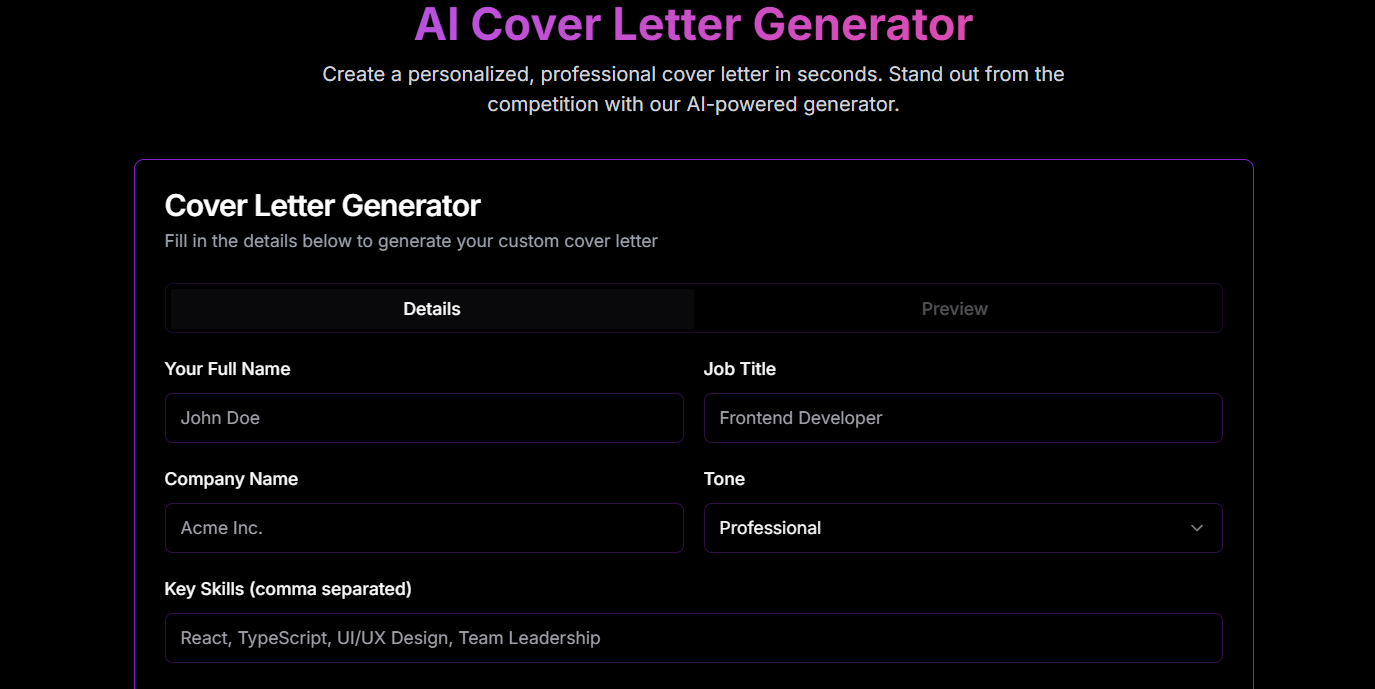 AI Cover Letter Generator
Create a personalized, professional cover letter in seconds. Stand out from the
competition with our AI-powered generator.
Cover Letter Generator
Fill in the details below to generate your custom cover letter
Details
Preview
Your Full Name
Job Title
John Doe
Frontend Developer
Company Name
Tone
Acme Inc.
Professional
Key Skills (comma separated)
React, TypeScript, UI/UX Design, Team Leadership